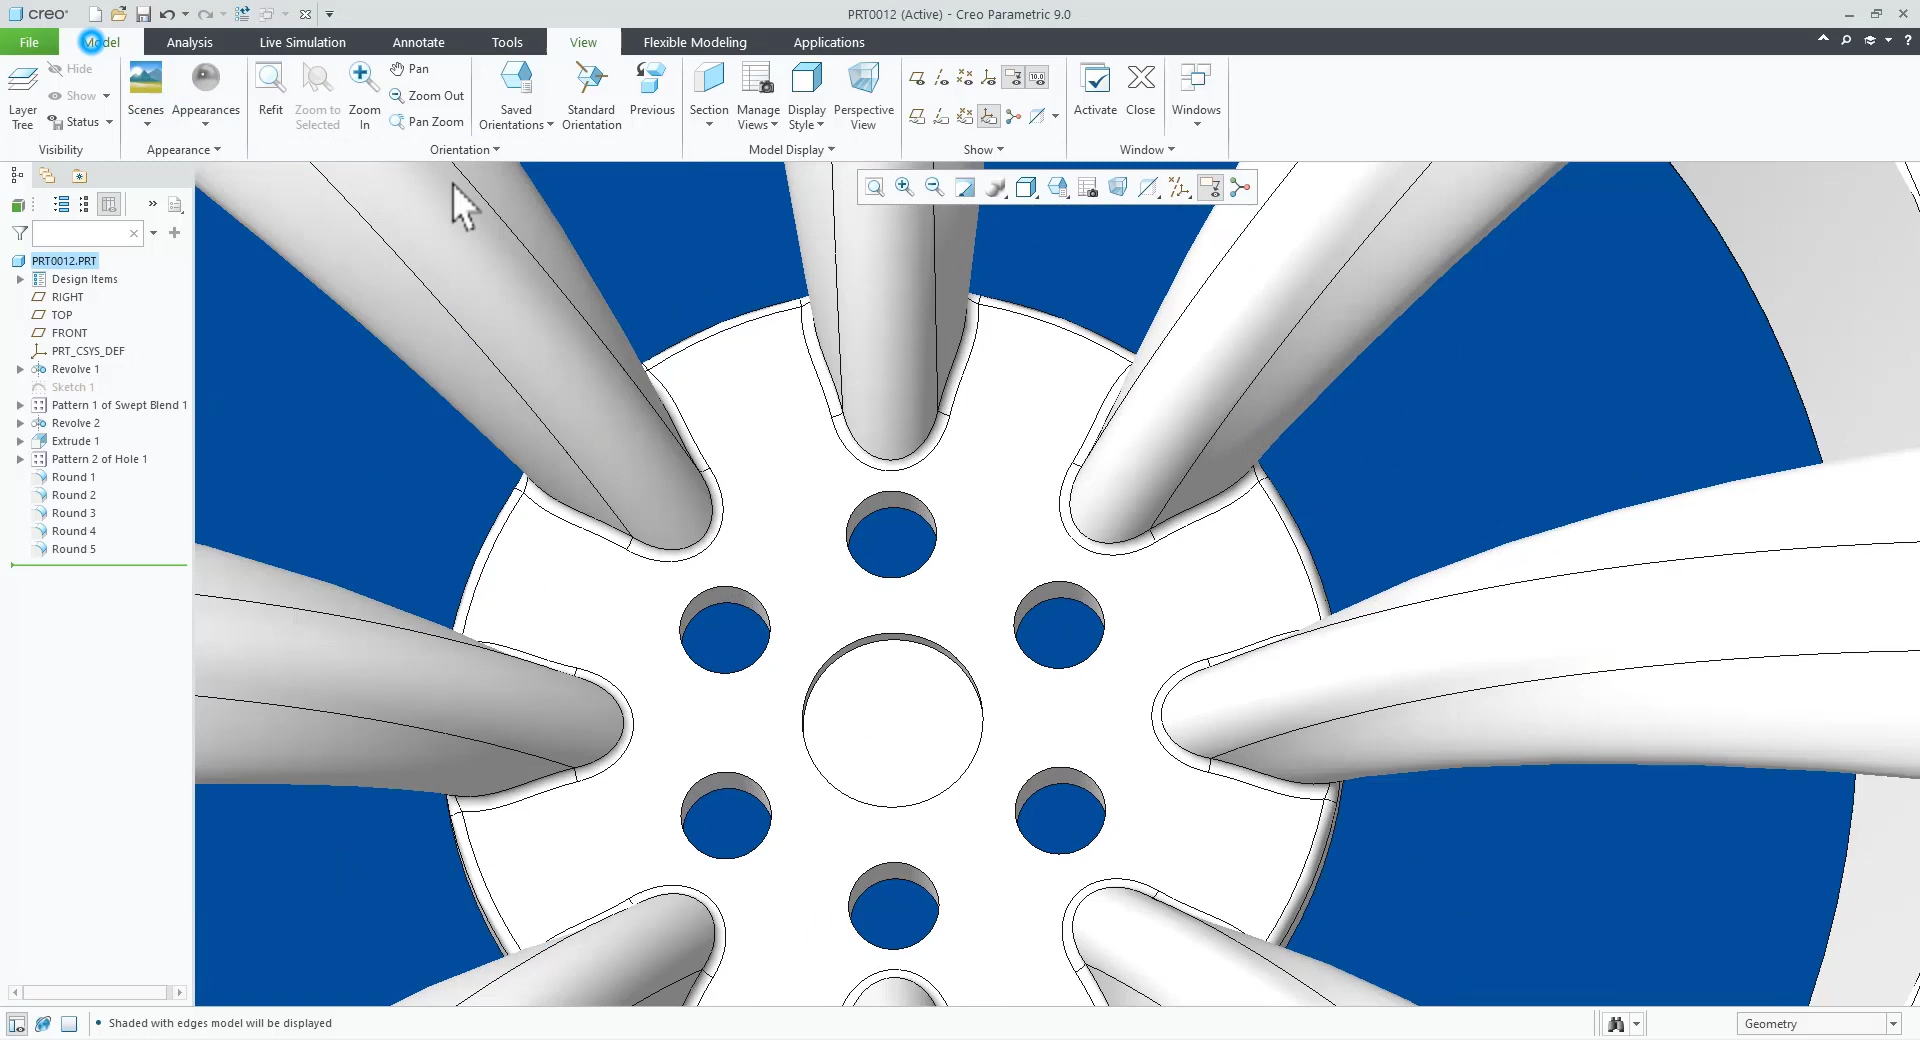 creo®
PRT0012 (Active) - Creo Parametric 9.0
File
Model
Analysis
Live Simulation
Annotate
Tools
View
Flexible Modeling
Applications
Layer
Tree
Hide
Show
Status
Visibility
Scenes
Appearances
Appearance
Refit
Zoom to
Selected
Zoom
In
Pan
Zoom Out
Pan Zoom
Saved
Orientations
Standard
Orientation
Previous
Orientation
Section
Manage
Views
Display
Style
Perspective
View
Model Display
10.0
Show
Activate
Close
Windows
Window
PRT0012.PRT
Design Items
RIGHT
TOP
FRONT
PRT_CSYS_DEF
Revolve 1
Sketch 1
Pattern 1 of Swept Blend 1
Revolve 2
Extrude 1
Pattern 2 of Hole 1
Round 1
Round 2
Round 3
Round 4
Round 5
• Shaded with edges model will be displayed
Geometry